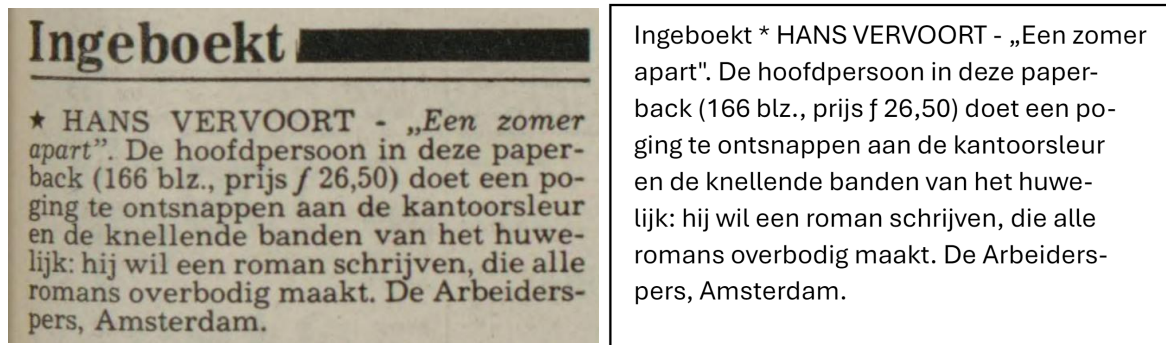 Ingeboekt
★ HANS VERVOORT - „Een zomer
apart”. De hoofdpersoon in deze paper-
back (166 blz., prijs ƒ 26,50) doet een po-
ging te ontsnappen aan de kantoorsleur
en de knellende banden van het huwe-
lijk: hij wil een roman schrijven, die alle
romans overbodig maakt. De Arbeiders-
pers, Amsterdam.
Ingeboekt * HANS VERVOORT - „Een zomer
apart". De hoofdpersoon in deze paper-
back (166 blz., prijs ƒ 26,50) doet een po-
ging te ontsnappen aan de kantoorsleur
en de knellende banden van het huwe-
lijk: hij wil een roman schrijven, die alle
romans overbodig maakt. De Arbeiders-
pers, Amsterdam.